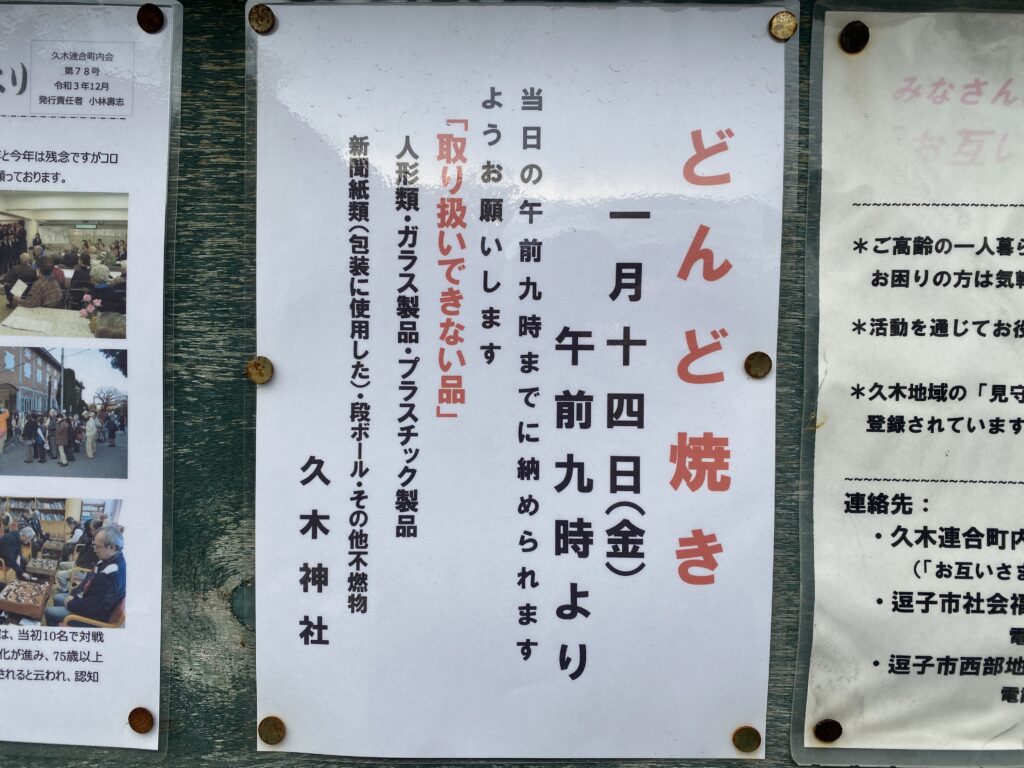 どんど焼き
一月十四日(金)
午前九時より
当日の午前九時までに納められます
ようお願いします
「取り扱いできない品」
人形類・ガラス製品・プラスチック製品
新聞紙類(包装に使用した)・段ボール・その他不燃物
久木神社
より
久木連合町内会
第78号
令和3年12月
発行責任者 小林壽志
と今年は残念ですがコロ
願っております。
は、当初10名で対戦
化が進み、75歳以上
されると云われ、認知
みなさん
お互い
*ご高齢の一人暮ら
お困りの方は気軽
*活動を通じてお役
*久木地域の「見守
登録されています
連絡先:
・久木連合町内
(「お互いさま
・逗子市社会福
電
・逗子市西部地
電話